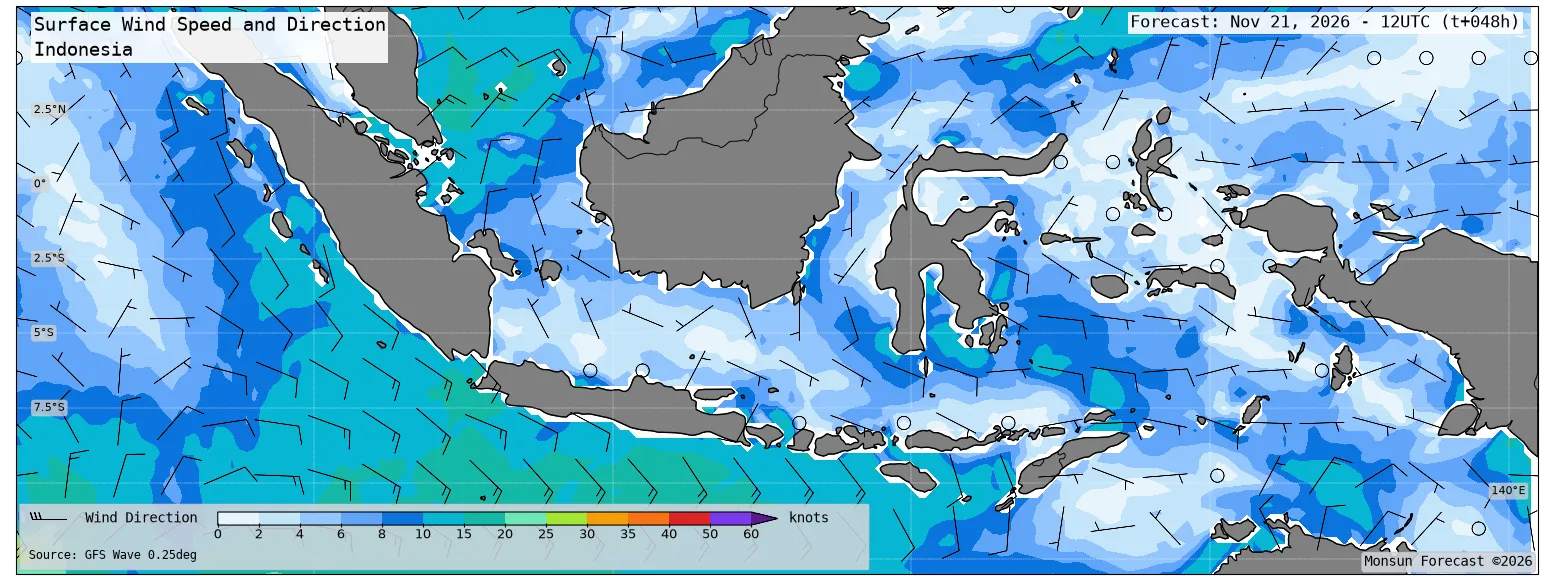 Surface Wind Speed and Direction
Indonesia
Forecast: Nov 21, 2026 - 12UTC (t+048h)
2.5°N
0°
2.5°S
5°S
7.5°S
140°E
Wind Direction
0 2 4 6 8 10 15 20 25 30 35 40 50 60
knots
Source: GFS Wave 0.25deg
Monsun Forecast ©2026